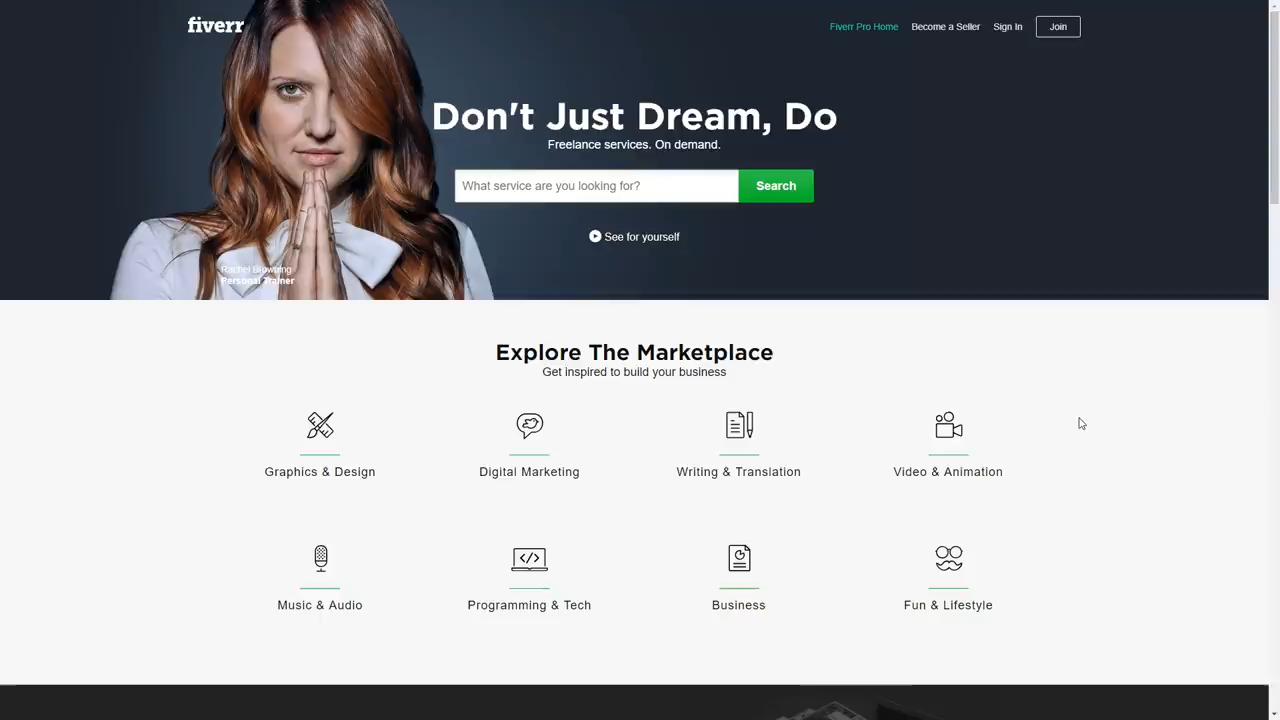 fiverr
Fiverr Pro Home
Become a Seller
Sign In
Join
Don't Just Dream, Do
Freelance services. On demand.
What service are you looking for?
Search
See for yourself
Rachel Browning
Personal Trainer
Explore The Marketplace
Get inspired to build your business
Graphics & Design
Digital Marketing
Writing & Translation
Video & Animation
Music & Audio
Programming & Tech
Business
Fun & Lifestyle